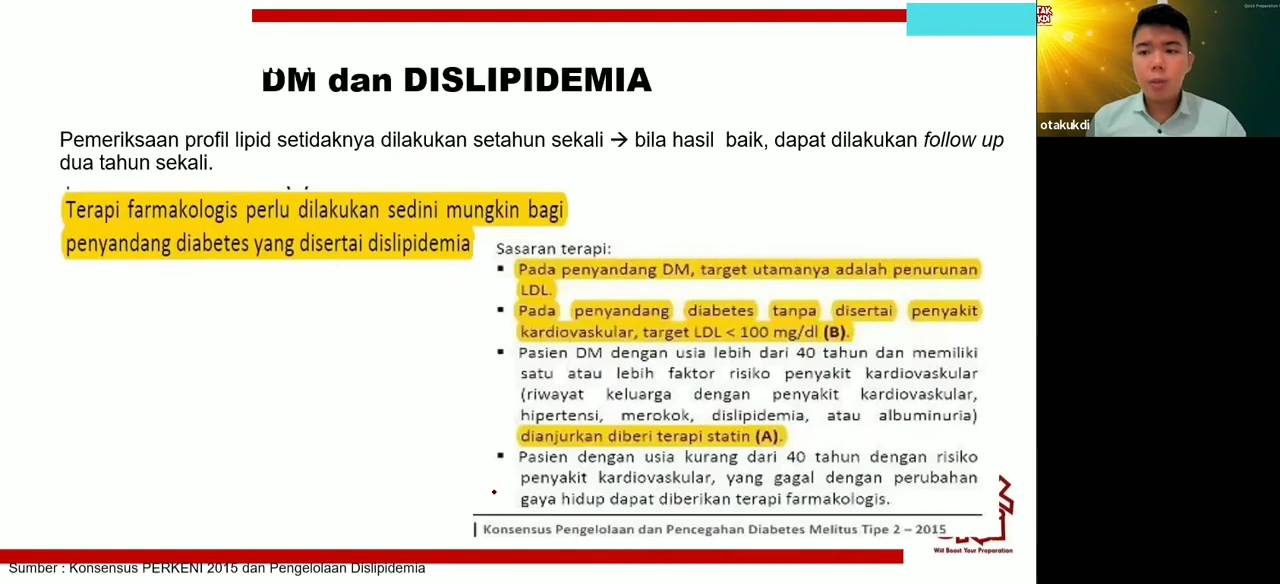 DM dan DISLIPIDEMIA
Pemeriksaan profil lipid setidaknya dilakukan setahun sekali → bila hasil baik, dapat dilakukan follow up
dua tahun sekali.
Terapi farmakologis perlu dilakukan sedini mungkin bagi
penyandang diabetes yang disertai dislipidemia
Sasaran terapi:
▪ Pada penyandang DM, target utamanya adalah penurunan
LDL.
▪ Pada penyandang diabetes tanpa disertai penyakit
kardiovaskular, target LDL < 100 mg/dl (B).
▪ Pasien DM dengan usia lebih dari 40 tahun dan memiliki
satu atau lebih faktor risiko penyakit kardiovaskular
(riwayat keluarga dengan penyakit kardiovaskular,
hipertensi, merokok, dislipidemia, atau albuminuria)
dianjurkan diberi terapi statin (A).
▪ Pasien dengan usia kurang dari 40 tahun dengan risiko
penyakit kardiovaskular, yang gagal dengan perubahan
gaya hidup dapat diberikan terapi farmakologis.
Konsensus Pengelolaan dan Pencegahan Diabetes Melitus Tipe 2 – 2015
Will Boost Your Preparation
Sumber : Konsensus PERKENI 2015 dan Pengelolaan Dislipidemia
otakukdi